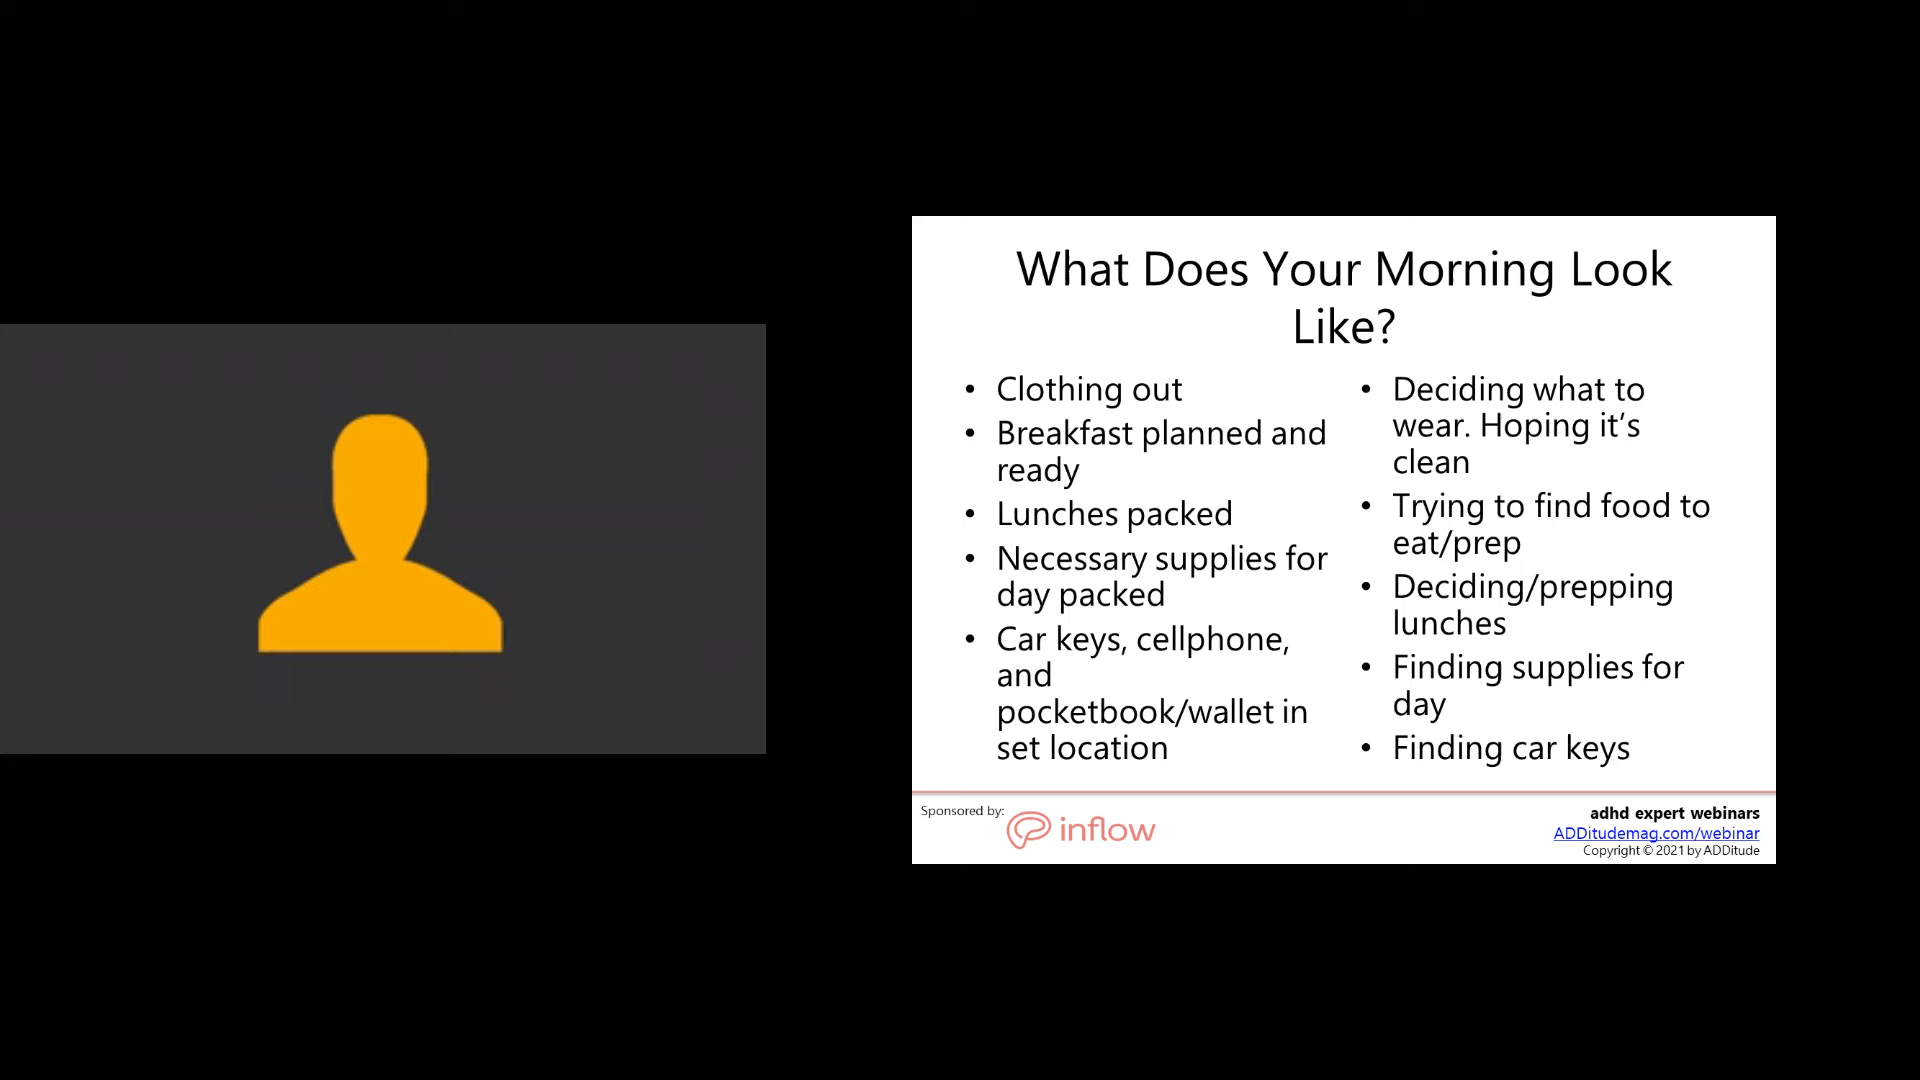 What Does Your Morning Look
Like?
• Clothing out
• Breakfast planned and
ready
• Lunches packed
• Necessary supplies for
day packed
• Car keys, cellphone,
and
pocketbook/wallet in
set location
• Deciding what to
wear. Hoping it’s
clean
• Trying to find food to
eat/prep
• Deciding/prepping
lunches
• Finding supplies for
day
• Finding car keys
Sponsored by:
inflow
adhd expert webinars
ADDitudemag.com/webinar
Copyright © 2021 by ADDitude